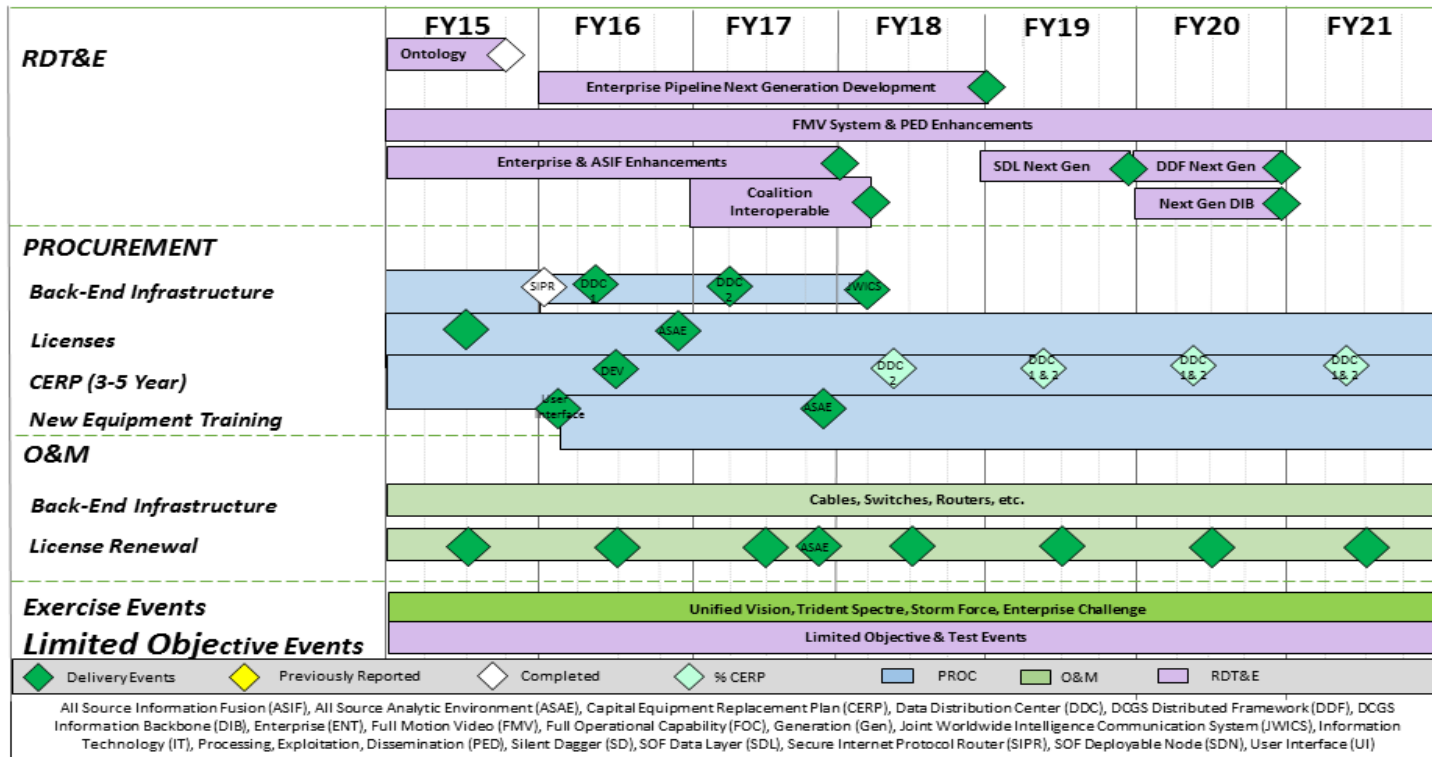 FY15 FY16 FY17 FY18 FY19 FY20 FY21
RDT&E
Ontology
Enterprise Pipeline Next Generation Development
FMV System & PED Enhancements
Enterprise & ASIF Enhancements
SDL Next Gen
DDF Next Gen
Coalition
Interoperable
Next Gen DIB
PROCUREMENT
Back-End Infrastructure
SIPR
DDC
1
DDC
2
JWICS
Licenses
ASAE
CERP (3-5 Year)
DEV
DDC
2
DDC
1 & 2
DDC
1& 2
DDC
1& 2
New Equipment Training
User
Interface
ASAE
O&M
Back-End Infrastructure
Cables, Switches, Routers, etc.
License Renewal
ASAE
Exercise Events
Unified Vision, Trident Spectre, Storm Force, Enterprise Challenge
Limited Objective Events
Limited Objective & Test Events
Delivery Events Previously Reported Completed % CERP PROC O&M RDT&E
All Source Information Fusion (ASIF), All Source Analytic Environment (ASAE), Capital Equipment Replacement Plan (CERP), Data Distribution Center (DDC), DCGS Distributed Framework (DDF), DCGS
Information Backbone (DIB), Enterprise (ENT), Full Motion Video (FMV), Full Operational Capability (FOC), Generation (Gen), Joint Worldwide Intelligence Communication System (JWICS), Information
Technology (IT), Processing, Exploitation, Dissemination (PED), Silent Dagger (SD), SOF Data Layer (SDL), Secure Internet Protocol Router (SIPR), SOF Deployable Node (SDN), User Interface (UI)